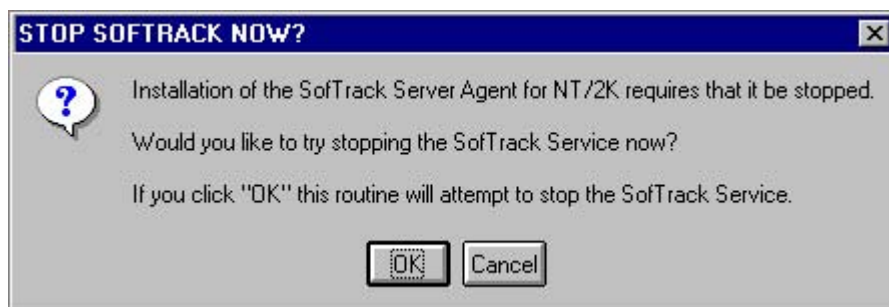 STOP SOFTRACK NOW?
Installation of the SofTrack Server Agent for NT/2K requires that it be stopped.
Would you like to try stopping the SofTrack Service now?
If you click "OK" this routine will attempt to stop the SofTrack Service.
OK
Cancel